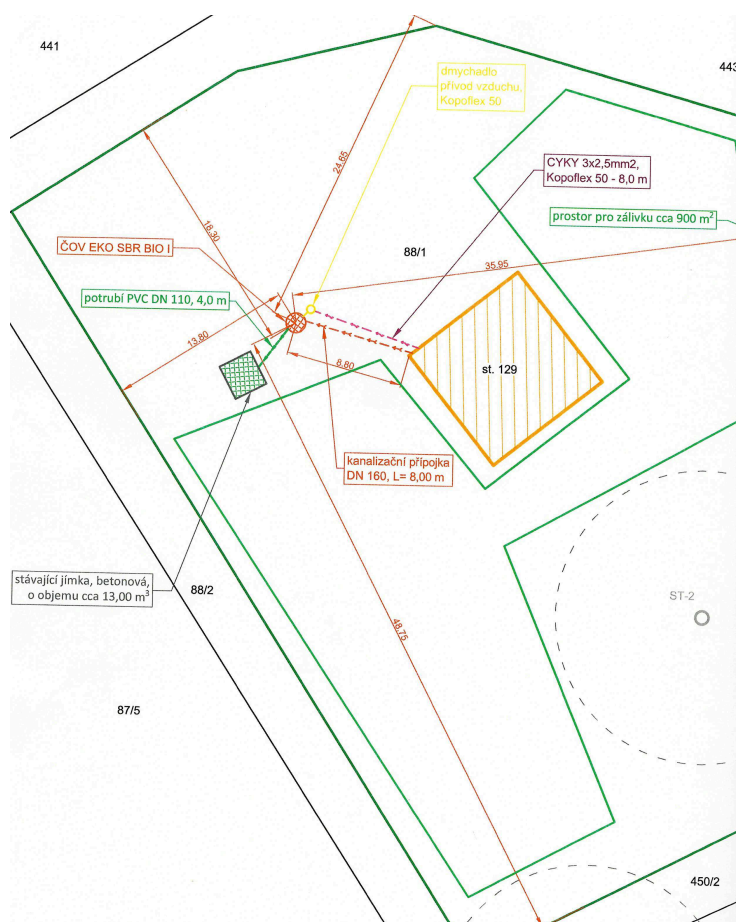 441
443
dmychadlo
přívod vzduchu,
Kopoflex 50
24.65
CYKY 3x2,5mm2,
Kopoflex 50 - 8,0 m
prostor pro zálivku cca 900 m²
18.30
ČOV EKO SBR BIO I
88/1
35.95
potrubí PVC DN 110, 4,0 m
13.80
8.80
st. 129
kanalizační přípojka
DN 160, L= 8,00 m
stávající jímka, betonová,
o objemu cca 13,00 m³
88/2
ST-2
48.75
87/5
450/2